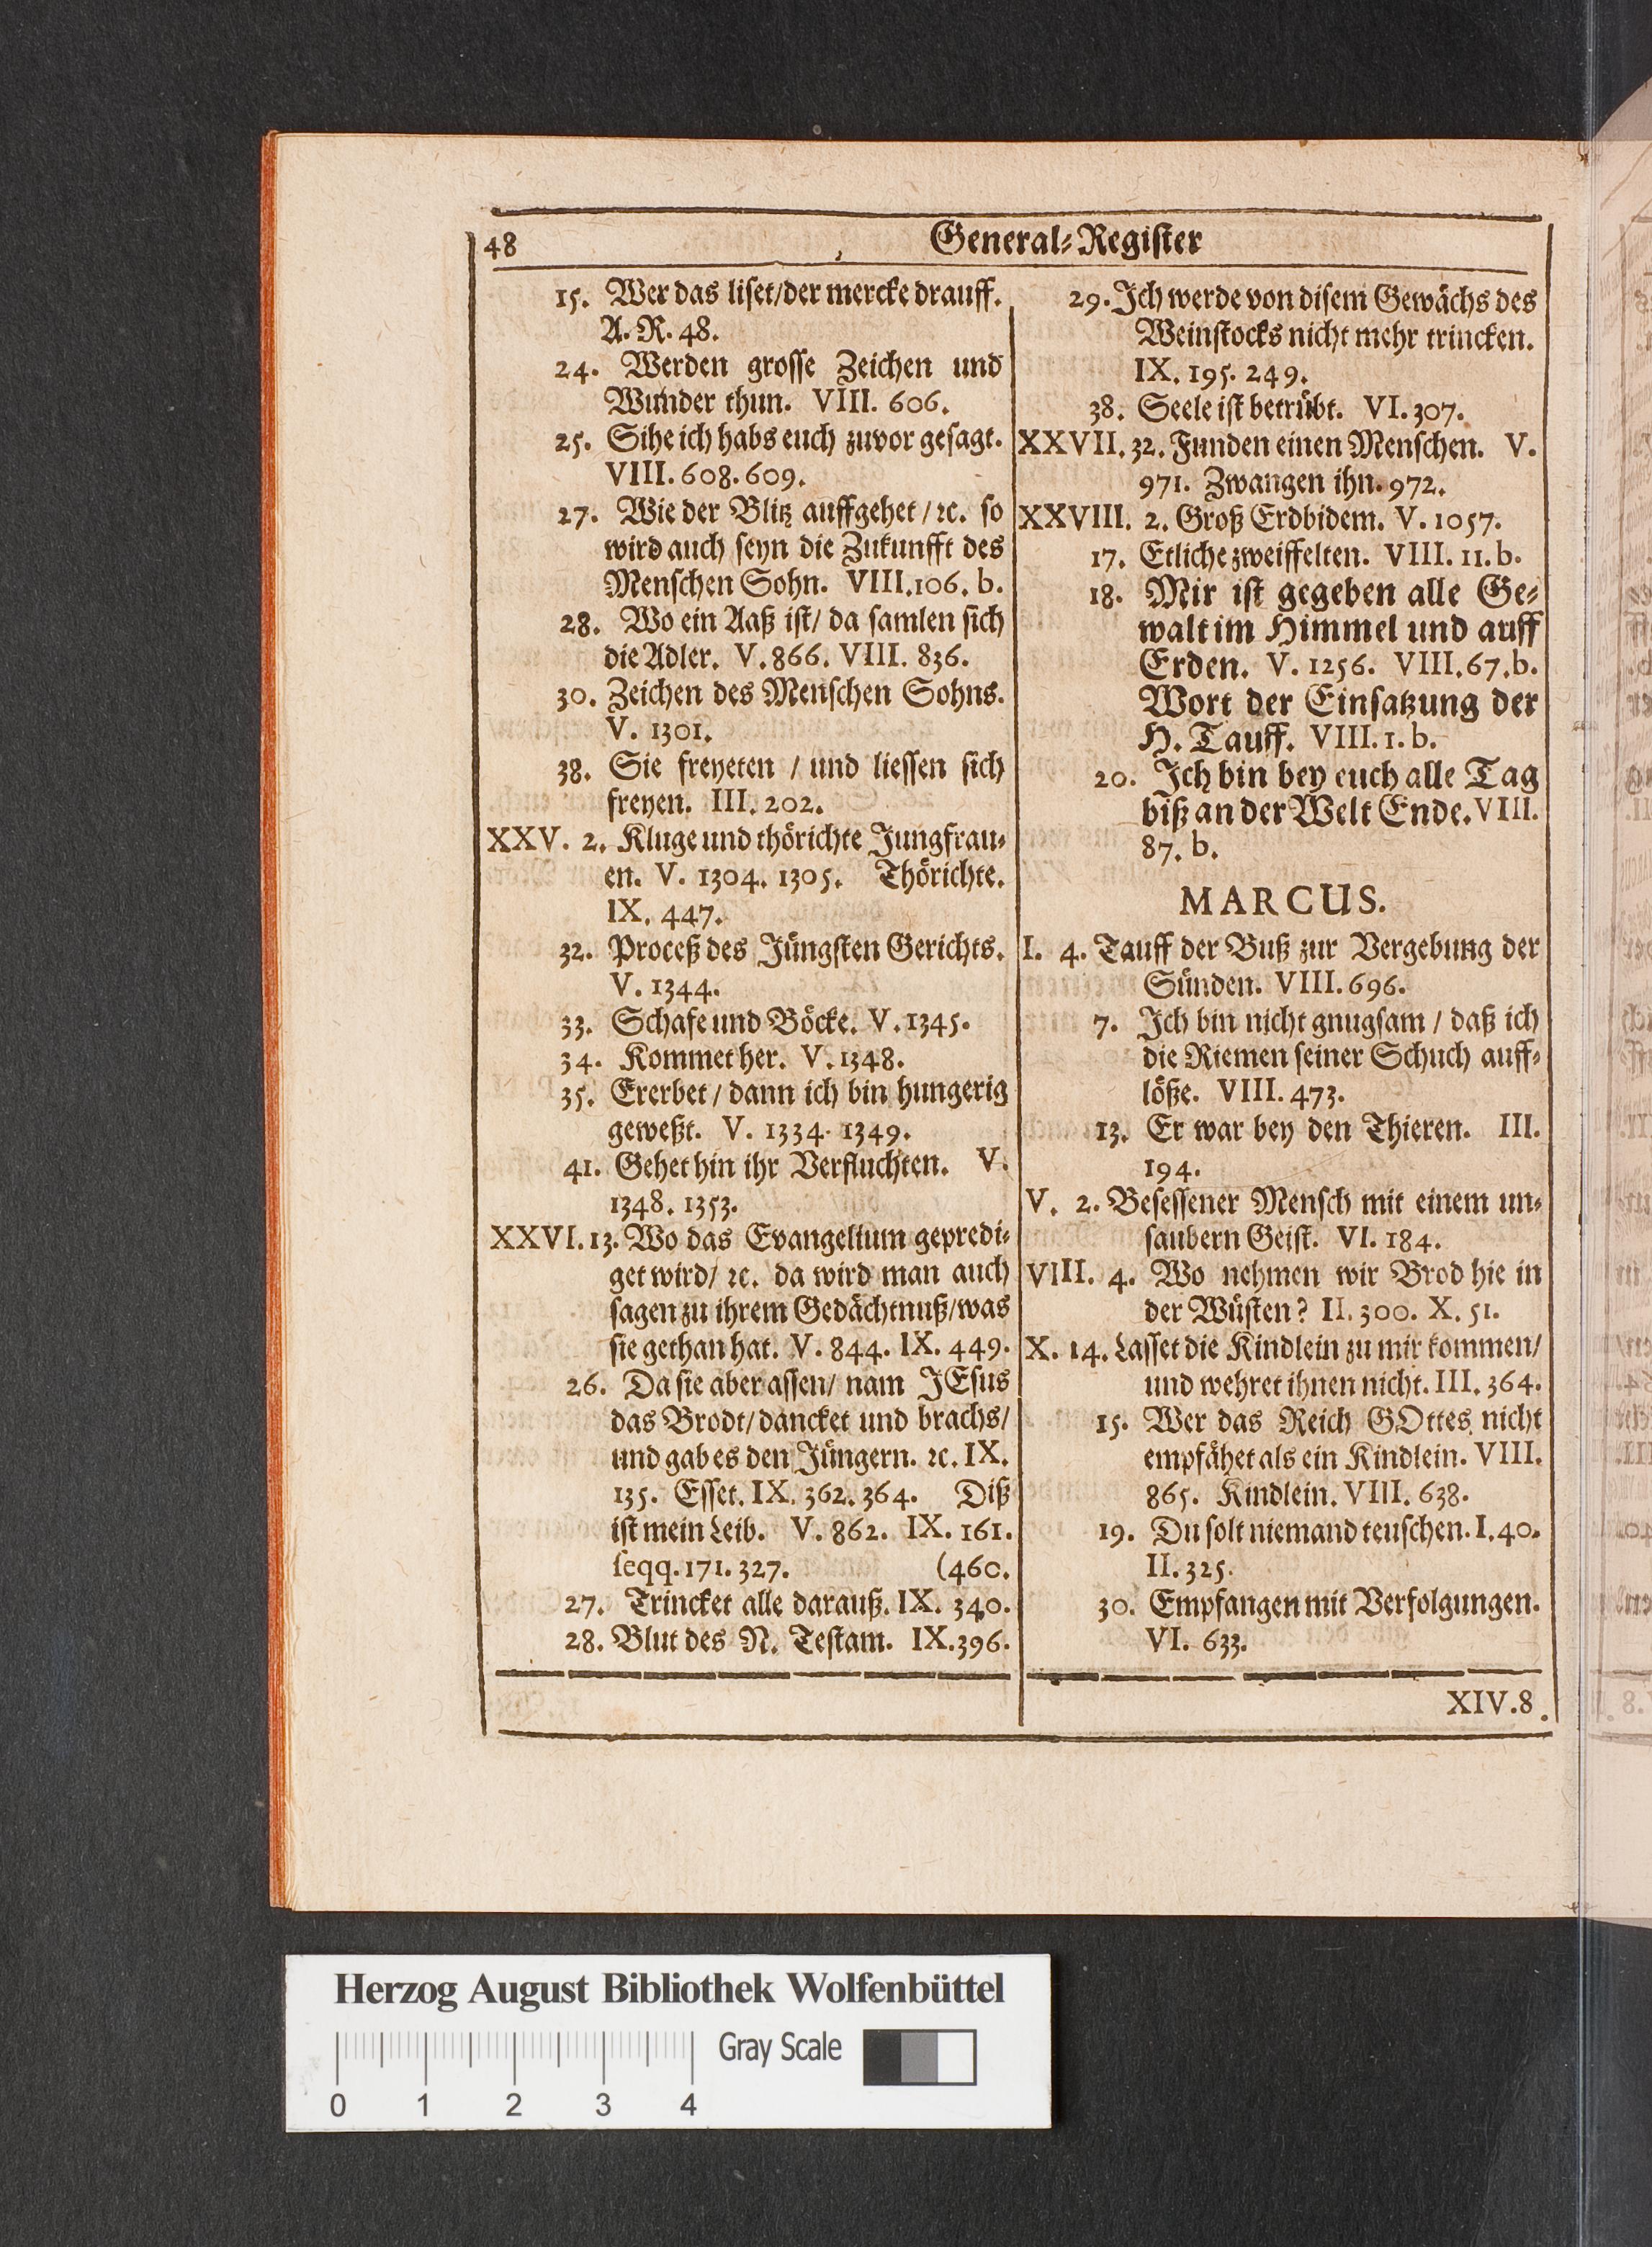 48
General-Register
15. Wer das liset/der mercke drauff.
A. R. 48.
24. Werden grosse Zeichen und
Wunder thun. VIII. 606.
25. Sihe ich habs euch zuvor gesagt.
VIII. 608. 609.
27. Wie der Blitz auffgehet / ꝛc. so
wird auch seyn die Zukunfft des
Menschen Sohn. VIII. 106. b.
28. Wo ein Aaß ist/ da samlen sich
die Adler. V. 866. VIII. 836.
30. Zeichen des Menschen Sohns.
V. 1301.
38. Sie freyeten / und liessen sich
freyen. III. 202.
XXV. 2. Kluge und thörichte Jungfrau-
en. V. 1304. 1305. Thörichte.
IX. 447.
32. Proceß des Jüngsten Gerichts.
V. 1344.
33. Schafe und Böcke. V. 1345.
34. Kommet her. V. 1348.
35. Ererbet / dann ich bin hungerig
geweßt. V. 1334. 1349.
41. Gehet hin ihr Verfluchten. V.
1348. 1353.
XXVI. 13. Wo das Evangelium gepredi-
get wird/ ꝛc. da wird man auch
sagen zu ihrem Gedächtnuß/was
sie gethan hat. V. 844. IX. 449.
26. Da sie aber assen/ nam JEsus
das Brodt/ dancket und brachs/
und gab es den Jüngern. ꝛc. IX.
135. Esset. IX. 362. 364. Diß
ist mein Leib. V. 862. IX. 161.
seqq. 171. 327. (460.
27. Trincket alle darauß. IX. 340.
28. Blut des N. Testam. IX. 396.
29. Ich werde von disem Gewächs des
Weinstocks nicht mehr trincken.
IX. 195. 249.
38. Seele ist betrübt. VI. 307.
XXVII. 32. Funden einen Menschen. V.
971. Zwangen ihn. 972.
XXVIII. 2. Groß Erdbidem. V. 1057.
17. Etliche zweiffelten. VIII. 11. b.
18. Mir ist gegeben alle Ge-
walt im Himmel und auff
Erden. V. 1256. VIII. 67. b.
Wort der Einsatzung der
H. Tauff. VIII. 1. b.
20. Ich bin bey euch alle Tag
biß an der Welt Ende. VIII.
87. b.
MARCUS.
I. 4. Tauff der Buß zur Vergebung der
Sünden. VIII. 696.
7. Ich bin nicht gnugsam / daß ich
die Riemen seiner Schuch auff-
löße. VIII. 473.
13. Er war bey den Thieren. III.
194.
V. 2. Besessener Mensch mit einem un-
saubern Geist. VI. 184.
VIII. 4. Wo nehmen wir Brod hie in
der Wüsten? II. 300. X. 51.
X. 14. Lasset die Kindlein zu mir kommen/
und wehret ihnen nicht. III. 364.
15. Wer das Reich GOttes nicht
empfähet als ein Kindlein. VIII.
865. Kindlein. VIII. 638.
19. Du solt niemand teuschen. I. 40.
II. 325.
30. Empfangen mit Verfolgungen.
VI. 633.
XIV. 8.
Herzog August Bibliothek Wolfenbüttel
Gray Scale
0 1 2 3 4